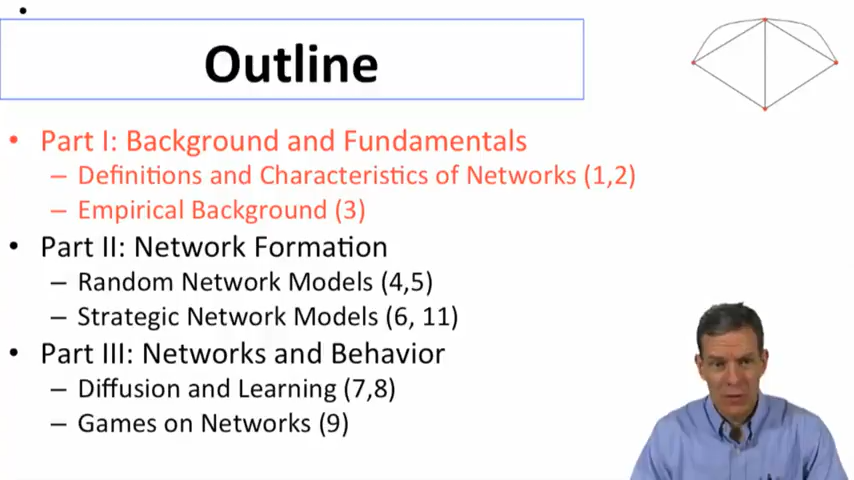 Outline
• Part I: Background and Fundamentals
– Definitions and Characteristics of Networks (1,2)
– Empirical Background (3)
• Part II: Network Formation
– Random Network Models (4,5)
– Strategic Network Models (6, 11)
• Part III: Networks and Behavior
– Diffusion and Learning (7,8)
– Games on Networks (9)